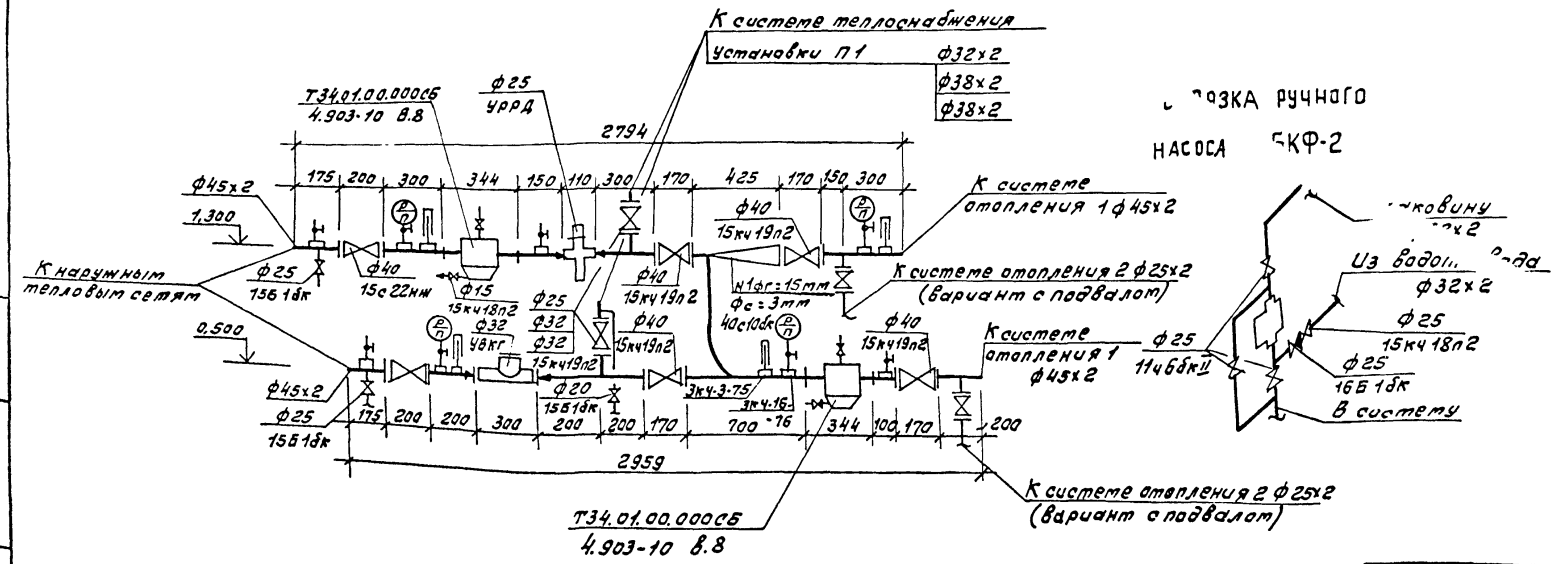 К системе теплоснабжения
установки П1 ф32х2
ф38х2
ф38х2
Т34.01.00.000СБ
4.903-10 В.8
ф25
УРРД
РУЧНОГО
НАСОСА
2794
175 200 300 344 150 110 300 170 425 170 150 300
ф45х2
1,300
Р/П
Р/П
К системе
отопления 1 ф45х2
ф40
15кч19п2
К наружным
тепловым сетям
ф25
15Б1бк
ф40
15с22нж
ф15
15кч18п2
ф25
ф32
ф32
15кч19п2
ф40
15кч19п2
н1фг=15мм
фс=3мм
40с10бк
К системе отопления 2 ф25х2
(вариант с подвалом)
Из
ф32х2
0,500
Р/П
ф32
УВКГ
ф40
15кч19п2
Р/П
ф40
15кч19п2
К системе
отопления 1
ф45х2
ф25
11ч6бкII
ф25
15кч18п2
ф25
16Б1бк
В систему
ф45х2
ф25
15Б1бк
ф20
15Б1бк
ЗКЧ-3-75
ЗКЧ-16-76
175 200 200 300 200 200 170 700 344 100 170 200
2959
Т34.01.00.000СБ
4.903-10 В.8
К системе отопления 2 ф25х2
(вариант с подвалом)